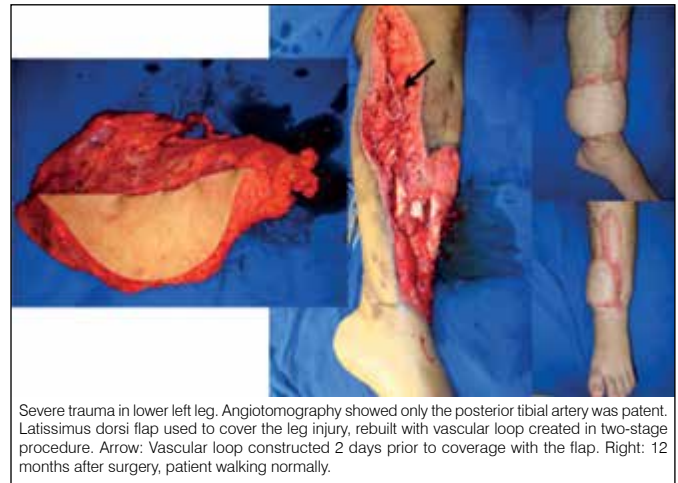 Severe trauma in lower left leg. Angiotomography showed only the posterior tibial artery was patent.
Latissimus dorsi flap used to cover the leg injury, rebuilt with vascular loop created in two-stage
procedure. Arrow: Vascular loop constructed 2 days prior to coverage with the flap. Right: 12
months after surgery, patient walking normally.